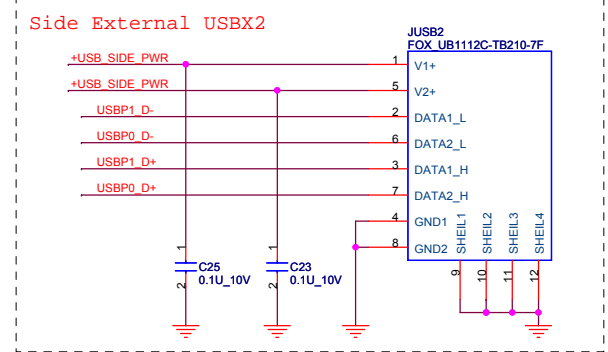 Side External USBX2
JUSB2
FOX_UB1112C-TB210-7F
+USB_SIDE_PWR 1 V1+
+USB_SIDE_PWR 5 V2+
USBP1_D- 2 DATA1_L
USBP0_D- 6 DATA2_L
USBP1_D+ 3 DATA1_H
USBP0_D+ 7 DATA2_H
4 GND1
8 GND2
SHEIL1 SHEIL2 SHEIL3 SHEIL4
9 10 11 12
1 1
C25 C23
0.1U_10V 0.1U_10V
2 2